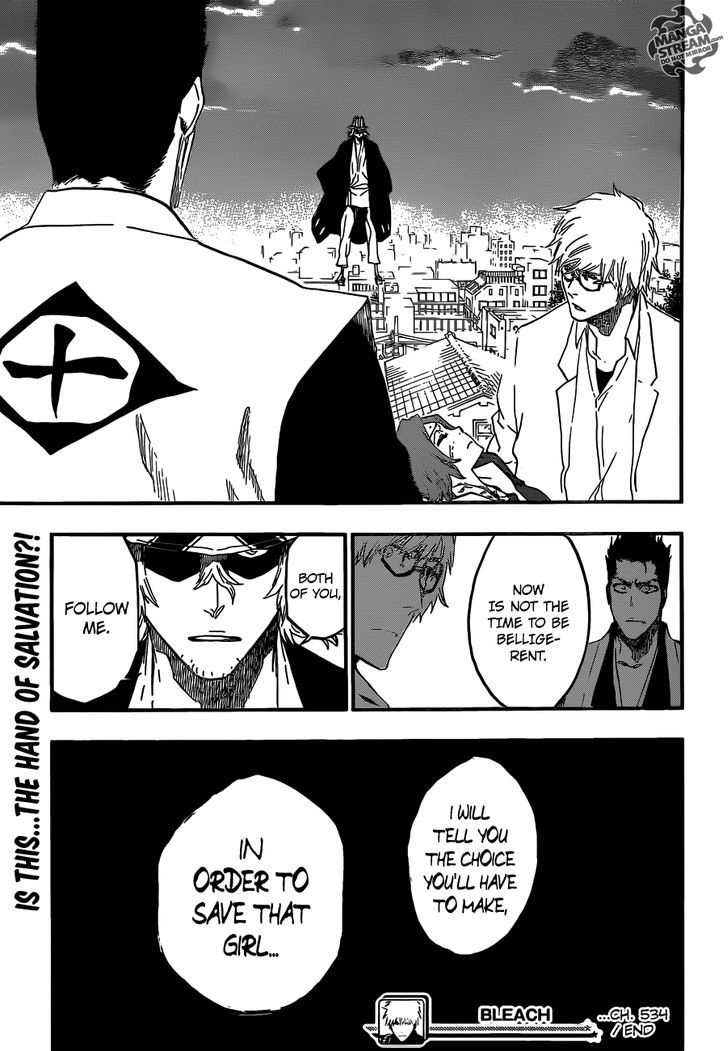 MANGA
STREAM.com
DO NOT MIRROR!
十
NOW
IS NOT THE
TIME TO BE
BELLIGE-
RENT.
BOTH
OF YOU,
FOLLOW
ME.
IS THIS...THE HAND OF SALVATION?!
I WILL
TELL YOU
THE CHOICE
YOU'LL HAVE
TO MAKE,
IN
ORDER TO
SAVE THAT
GIRL...
BLEACH
...CH. 534
/END